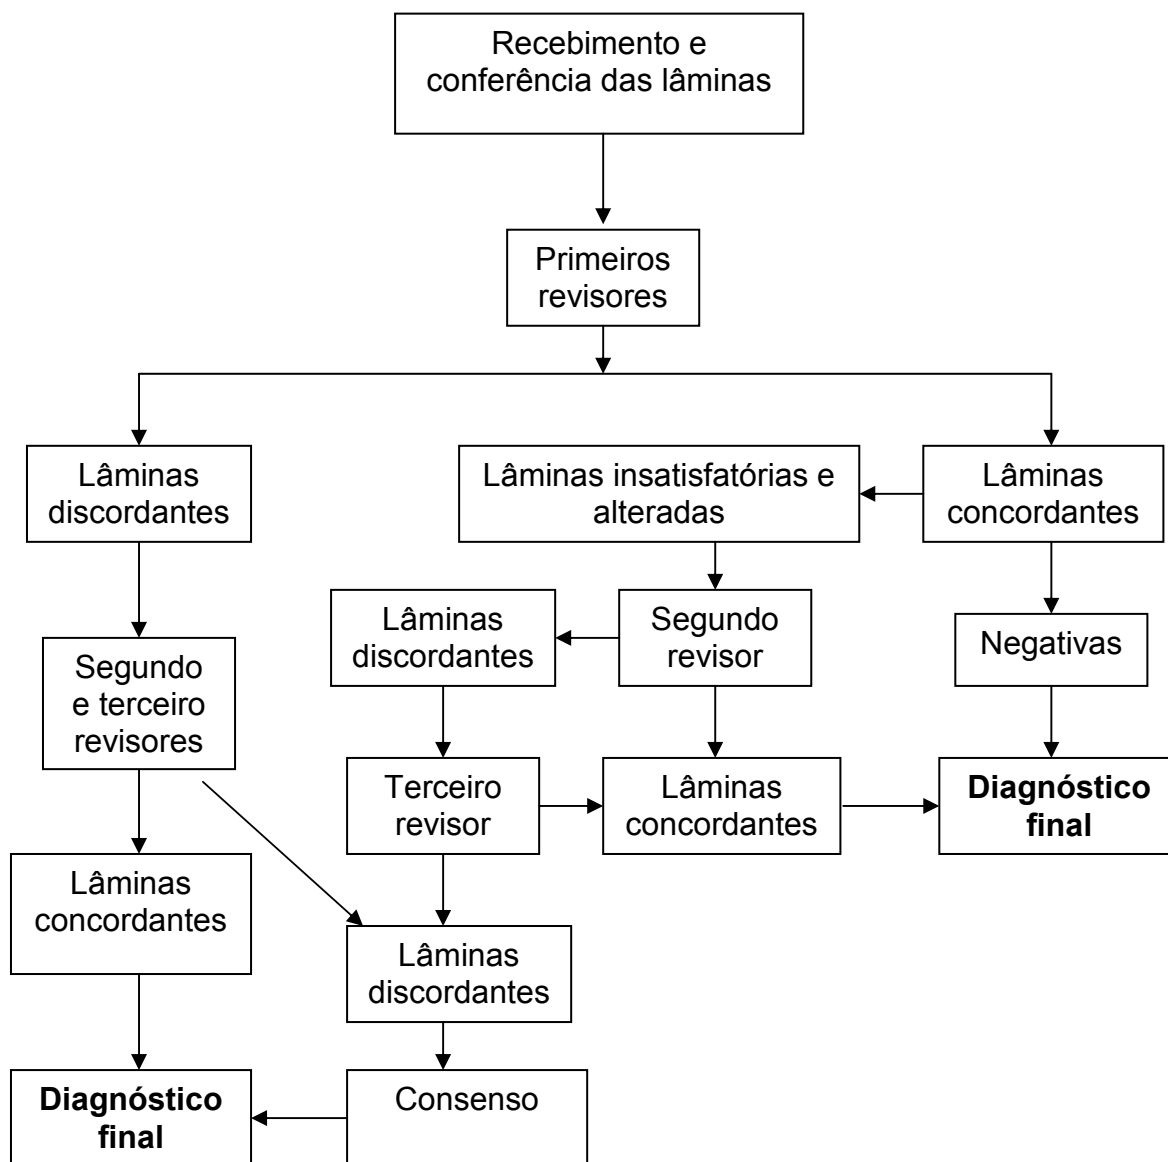 Recebimento e
conferência das lâminas
Primeiros
revisores
Lâminas
discordantes
Lâminas insatisfatórias e
alteradas
Lâminas
concordantes
Segundo
e terceiro
revisores
Lâminas
discordantes
Segundo
revisor
Negativas
Terceiro
revisor
Lâminas
concordantes
Diagnóstico
final
Lâminas
concordantes
Lâminas
discordantes
Diagnóstico
final
Consenso